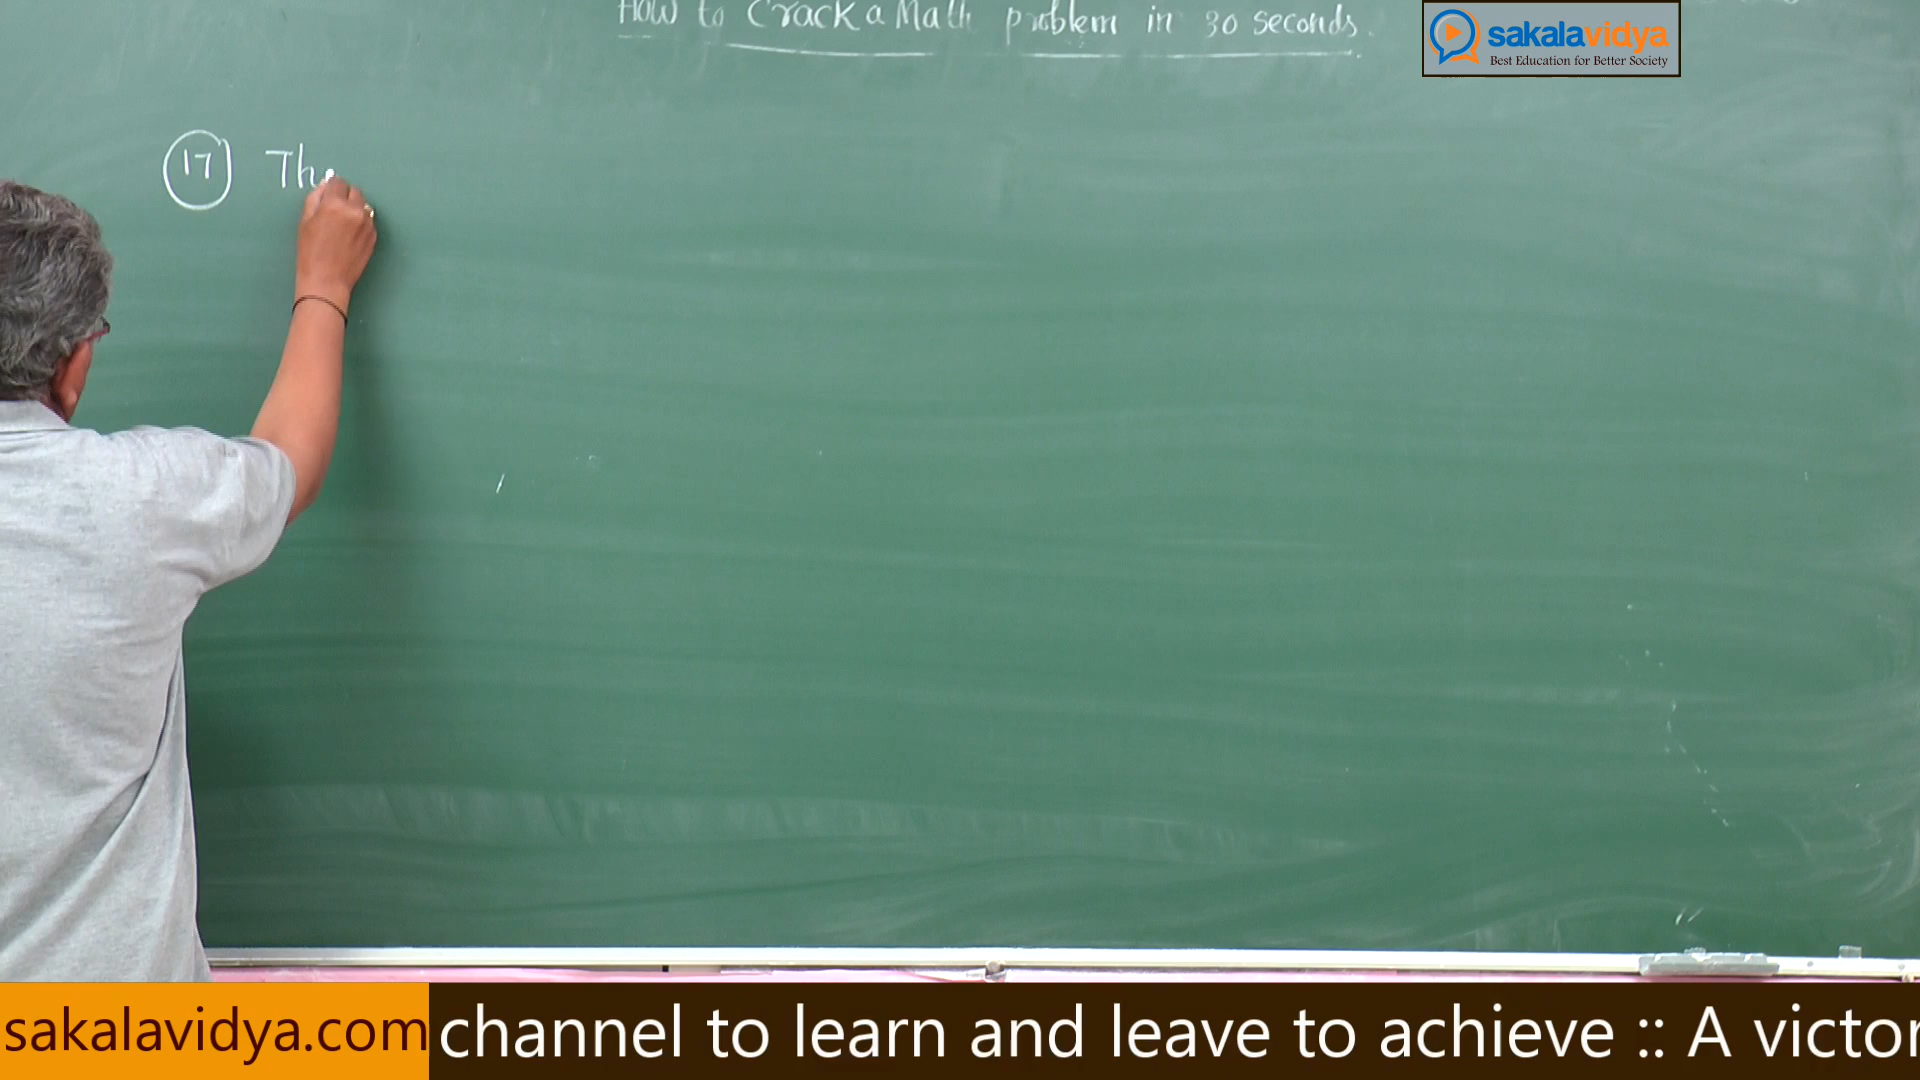 How to Crack a Math problem in 30 seconds.
sakalavidya
Best Education for Better Society
17 Th
sakalavidya.com channel to learn and leave to achieve :: A victor